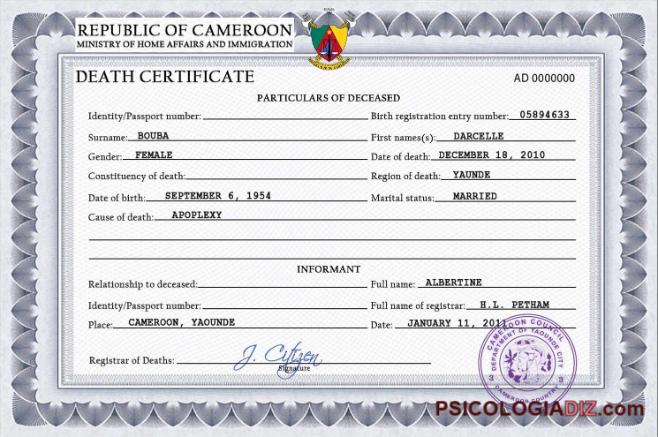 REPUBLIC OF CAMEROON
MINISTRY OF HOME AFFAIRS AND IMMIGRATION
DEATH CERTIFICATE AD 0000000
PARTICULARS OF DECEASED
Identity/Passport number: Birth registration entry number: 05894633
Surname: BOUBA First names(s): DARCELLE
Gender: FEMALE Date of death: DECEMBER 18, 2010
Constituency of death: Region of death: YAUNDE
Date of birth: SEPTEMBER 6, 1954 Marital status: MARRIED
Cause of death: APOPLEXY
INFORMANT
Relationship to deceased: Full name: ALBERTINE
Identity/Passport number: Full name of registrar: H.L. PETHAM
Place: CAMEROON, YAOUNDE Date: JANUARY 11, 2011
Registrar of Deaths: J. Citizen
Signature
CAMEROON COUNCIL
DEPARTMENT OF YAOUNDE CITY
CAMEROON COUNTRY
PSICOLOGIADIZ.com